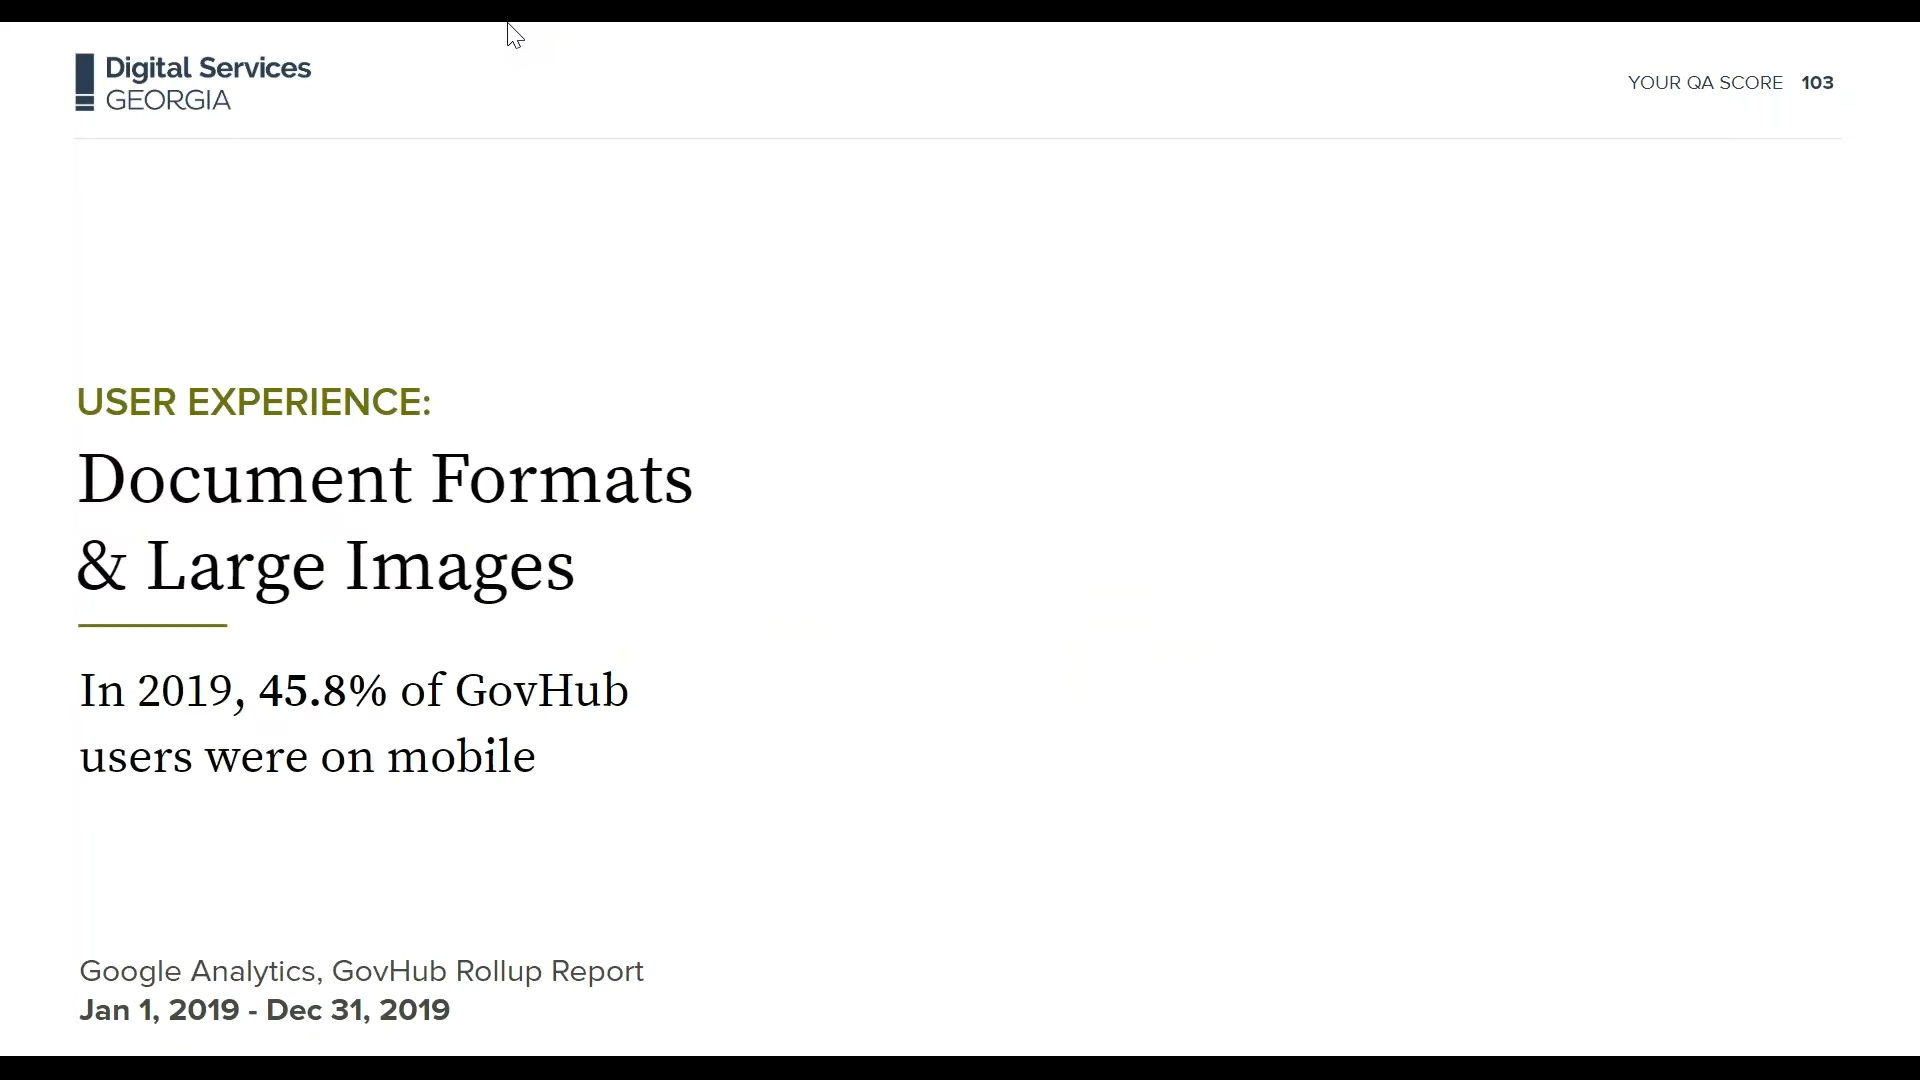 Digital Services
GEORGIA
YOUR QA SCORE 103
USER EXPERIENCE:
Document Formats
& Large Images
In 2019, 45.8% of GovHub
users were on mobile
Google Analytics, GovHub Rollup Report
Jan 1, 2019 - Dec 31, 2019